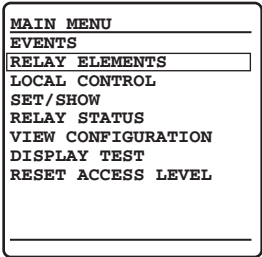 MAIN MENU
EVENTS
RELAY ELEMENTS
LOCAL CONTROL
SET/SHOW
RELAY STATUS
VIEW CONFIGURATION
DISPLAY TEST
RESET ACCESS LEVEL